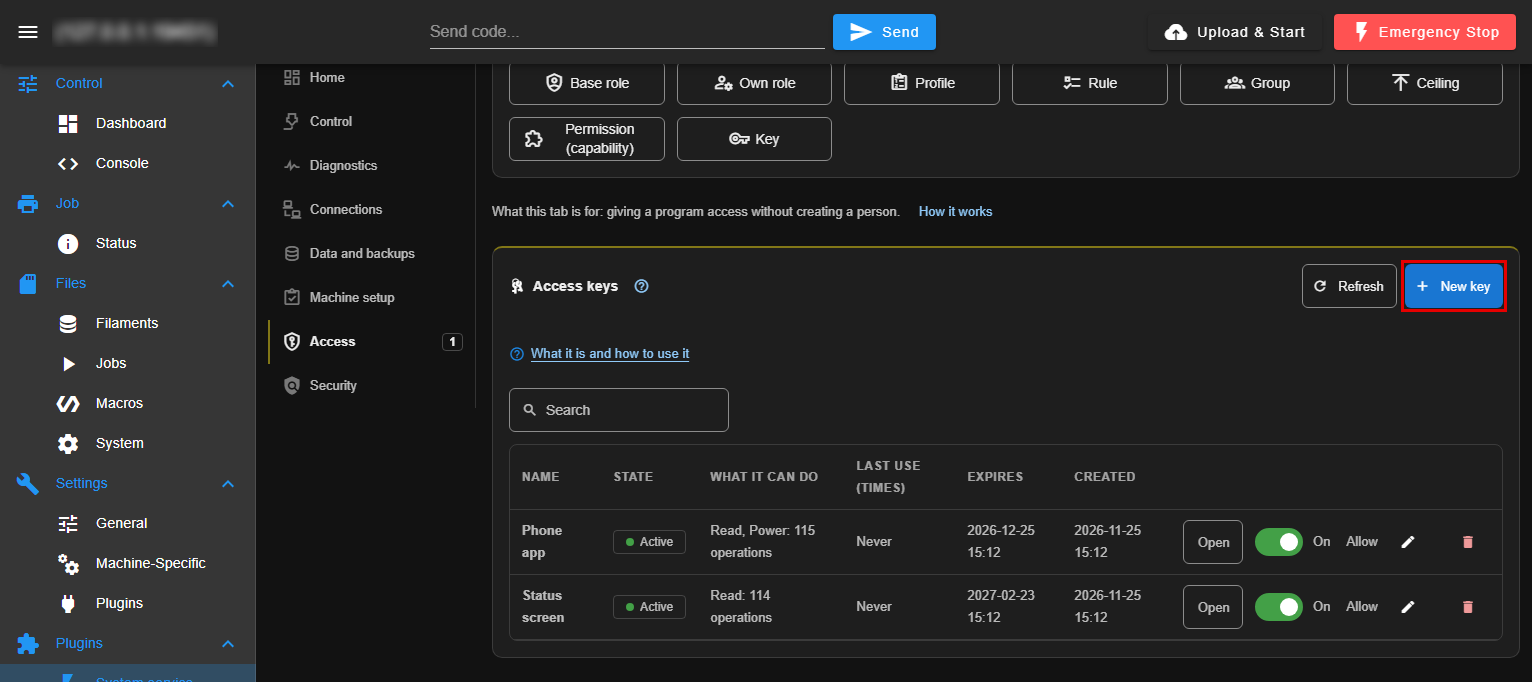 Send code...
Send
Upload & Start
Emergency Stop
Control
Dashboard
Console
Job
Status
Files
Filaments
Jobs
Macros
System
Settings
General
Machine-Specific
Plugins
Plugins
System service
Home
Control
Diagnostics
Connections
Data and backups
Machine setup
Access
1
Security
Base role
Own role
Profile
Rule
Group
Ceiling
Permission
(capability)
Key
What this tab is for: giving a program access without creating a person.
How it works
Access keys
Refresh
New key
What it is and how to use it
Search
NAME
STATE
WHAT IT CAN DO
LAST USE
(TIMES)
EXPIRES
CREATED
Phone
app
Active
Read, Power: 115
operations
Never
2026-12-25
15:12
2026-11-25
15:12
Open
On
Allow
Status
screen
Active
Read: 114
operations
Never
2027-02-23
15:12
2026-11-25
15:12
Open
On
Allow